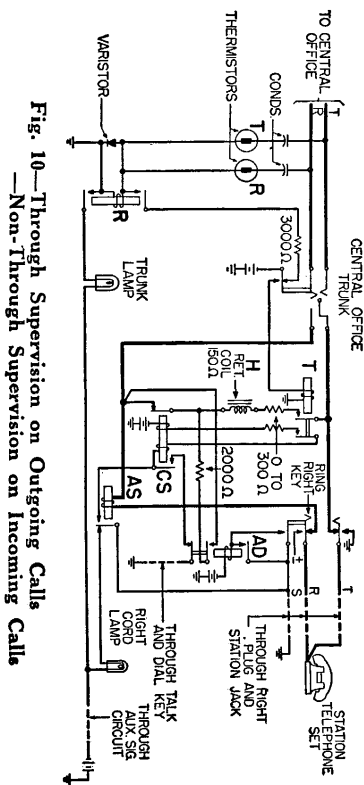 TO CENTRAL
OFFICE
T
R
CONDS.
THERMISTORS
T
R
VARISTOR
R
CENTRAL OFFICE
TRUNK
3000Ω
TRUNK
LAMP
T
H
RET.
COIL
150Ω
0 TO
300Ω
RING
RIGHT
KEY
2000Ω
CS
AS
AD
±
T
R
S
STATION
TELEPHONE
SET
THROUGH RIGHT
PLUG AND
STATION JACK
THROUGH TALK
AND DIAL KEY
RIGHT
CORD
LAMP
THROUGH
AUX. SIG.
CIRCUIT
Fig. 10—Through Supervision on Outgoing Calls
—Non-Through Supervision on Incoming Calls